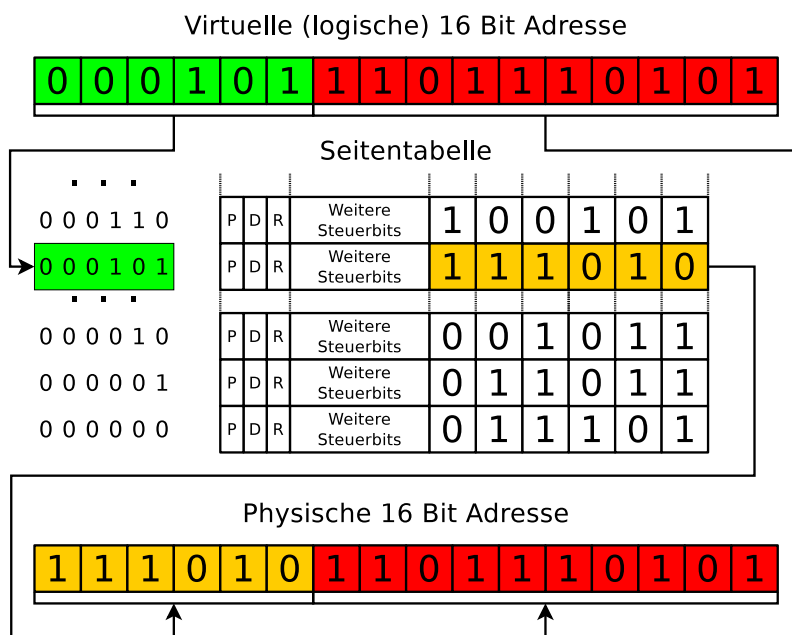 Virtuelle (logische) 16 Bit Adresse
0 0 0 1 0 1 1 1 0 1 1 1 0 1 0 1
Seitentabelle
. . .
0 0 0 1 1 0 P D R Weitere Steuerbits 1 0 0 1 0 1
0 0 0 1 0 1 P D R Weitere Steuerbits 1 1 1 0 1 0
. . .
0 0 0 0 1 0 P D R Weitere Steuerbits 0 0 1 0 1 1
0 0 0 0 0 1 P D R Weitere Steuerbits 0 1 1 0 1 1
0 0 0 0 0 0 P D R Weitere Steuerbits 0 1 1 1 0 1
Physische 16 Bit Adresse
1 1 1 0 1 0 1 1 0 1 1 1 0 1 0 1